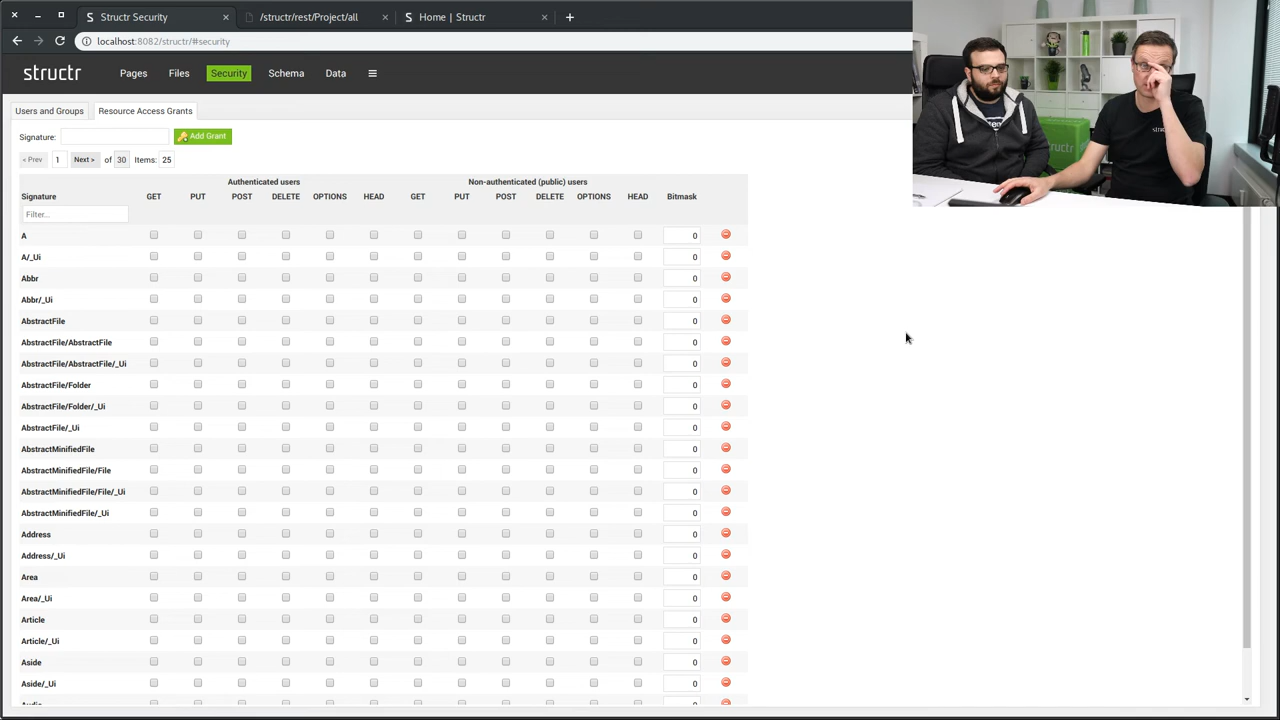 Structr Security
/structr/rest/Project/all
Home | Structr
localhost:8082/structr/#security
structr
Pages
Files
Security
Schema
Data
Users and Groups
Resource Access Grants
Signature:
Add Grant
< Prev
1
Next >
of
30
Items:
25
Authenticated users
Non-authenticated (public) users
Signature
GET
PUT
POST
DELETE
OPTIONS
HEAD
GET
PUT
POST
DELETE
OPTIONS
HEAD
Bitmask
Filter...
A
0
A/_Ui
0
Abbr
0
Abbr/_Ui
0
AbstractFile
0
AbstractFile/AbstractFile
0
AbstractFile/AbstractFile/_Ui
0
AbstractFile/Folder
0
AbstractFile/Folder/_Ui
0
AbstractFile/_Ui
0
AbstractMinifiedFile
0
AbstractMinifiedFile/File
0
AbstractMinifiedFile/File/_Ui
0
AbstractMinifiedFile/_Ui
0
Address
0
Address/_Ui
0
Area
0
Area/_Ui
0
Article
0
Article/_Ui
0
Aside
0
Aside/_Ui
0